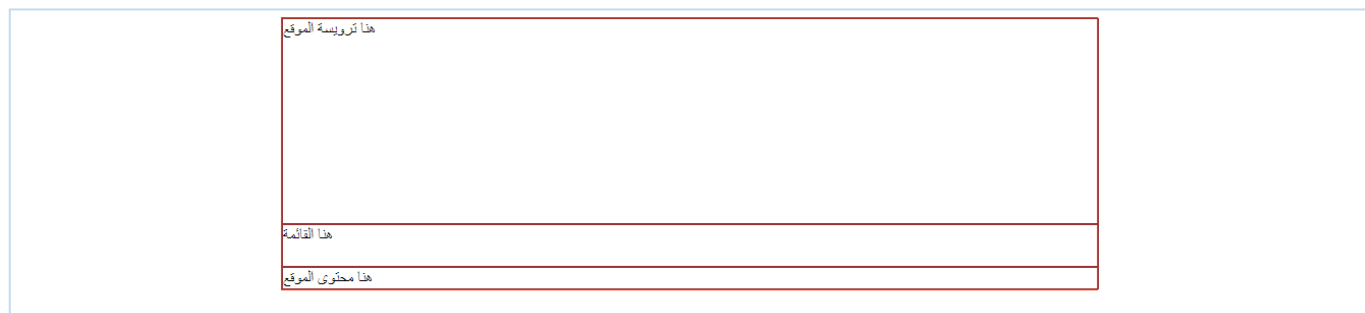 هنا ترويسة الموقع
هنا القائمة
هنا محتوى الموقع